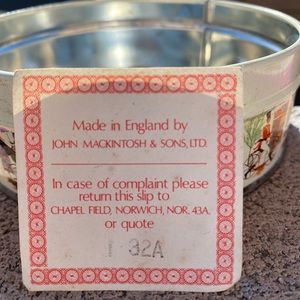 Made in England by
JOHN MACKINTOSH & SONS, LTD.
In case of complaint please
return this slip to
CHAPEL FIELD, NORWICH, NOR. 43A,
or quote
32A